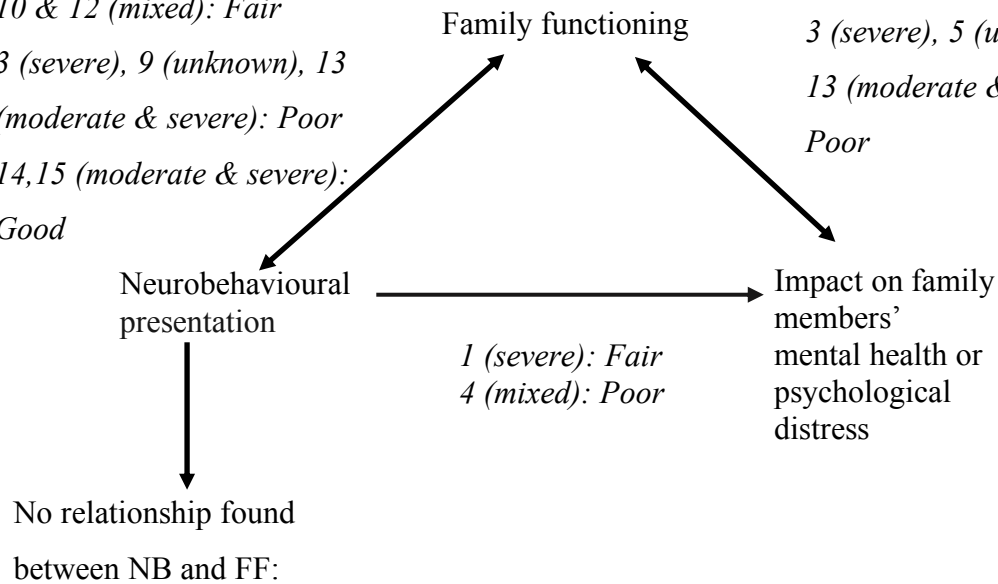 10 & 12 (mixed): Fair
3 (severe), 9 (unknown), 13
(moderate & severe): Poor
14,15 (moderate & severe):
Good
Family functioning
3 (severe), 5 (u
13 (moderate &
Poor
Neurobehavioural
presentation
1 (severe): Fair
4 (mixed): Poor
Impact on family
members’
mental health or
psychological
distress
No relationship found
between NB and FF: